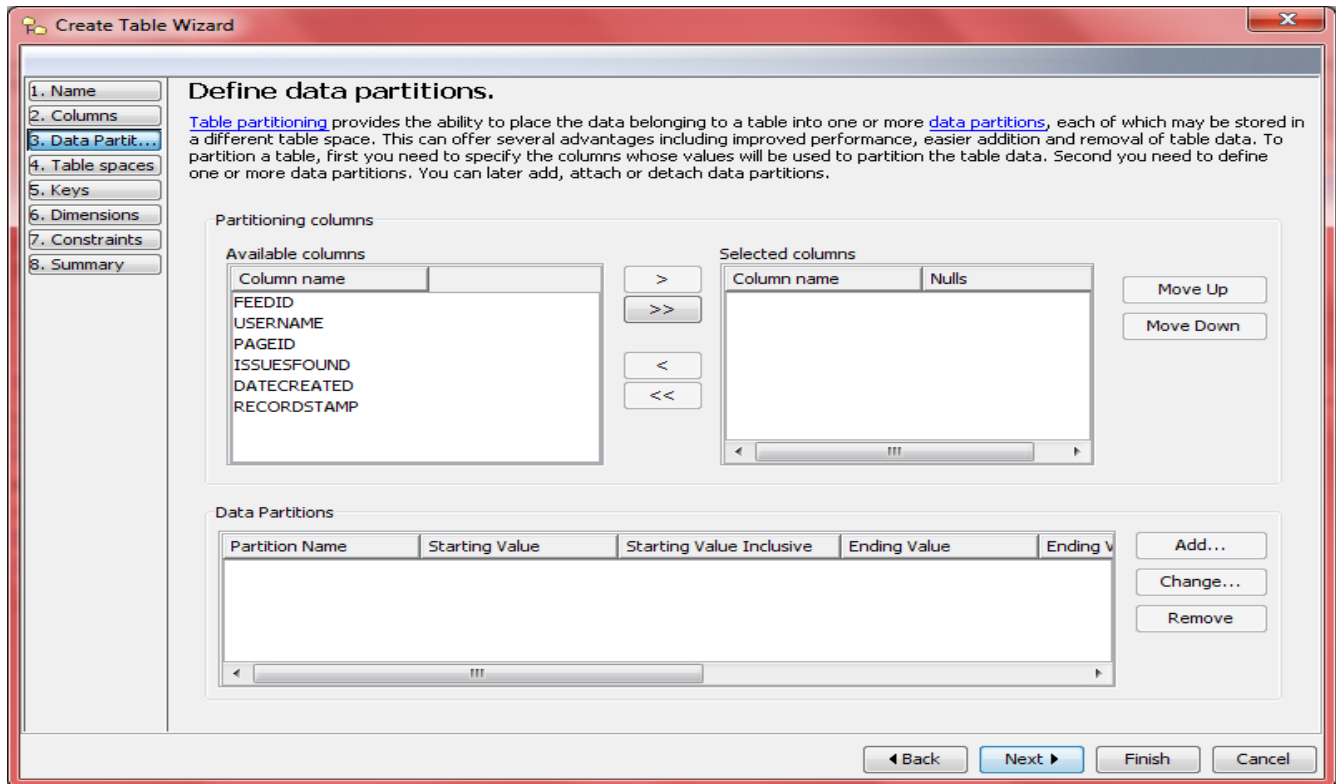 Create Table Wizard
1. Name
2. Columns
3. Data Partit...
4. Table spaces
5. Keys
6. Dimensions
7. Constraints
8. Summary
Define data partitions.
Table partitioning provides the ability to place the data belonging to a table into one or more data partitions, each of which may be stored in
a different table space. This can offer several advantages including improved performance, easier addition and removal of table data. To
partition a table, first you need to specify the columns whose values will be used to partition the table data. Second you need to define
one or more data partitions. You can later add, attach or detach data partitions.
Partitioning columns
Available columns
Column name
FEEDID
USERNAME
PAGEID
ISSUESFOUND
DATECREATED
RECORDSTAMP
>
>>
<
<<
Selected columns
Column name Nulls
Move Up
Move Down
Data Partitions
Partition Name Starting Value Starting Value Inclusive Ending Value Ending V
Add...
Change...
Remove
Back Next Finish Cancel